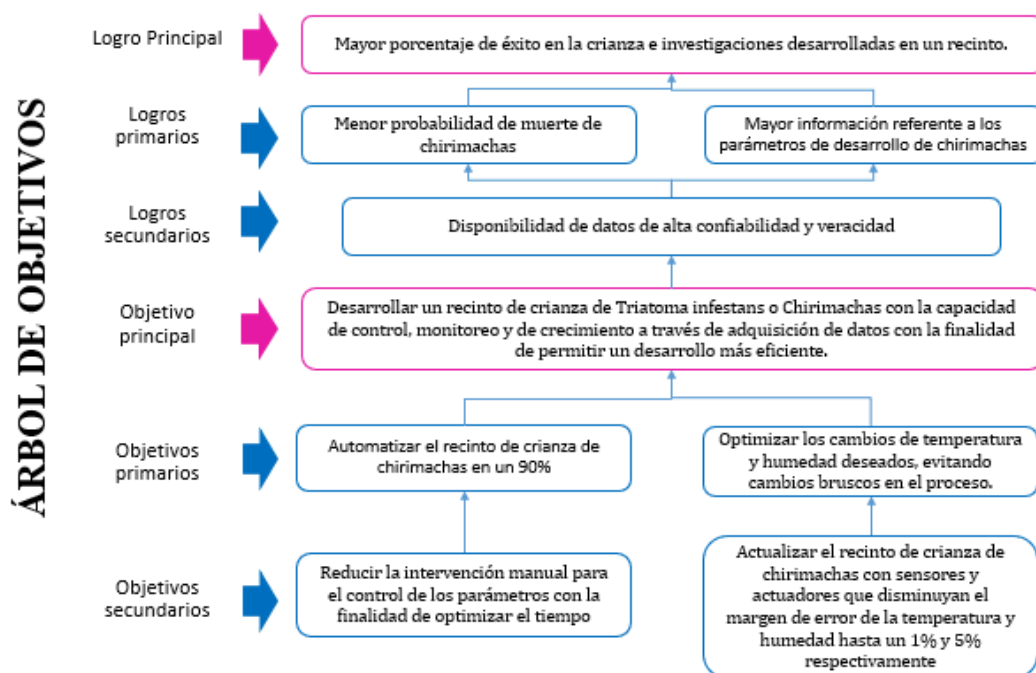 ÁRBOL DE OBJETIVOS
Logro Principal
Mayor porcentaje de éxito en la crianza e investigaciones desarrolladas en un recinto.
Logros
primarios
Menor probabilidad de muerte de
chirimachas
Mayor información referente a los
parámetros de desarrollo de chirimachas
Logros
secundarios
Disponibilidad de datos de alta confiabilidad y veracidad
Objetivo
principal
Desarrollar un recinto de crianza de Triatoma infestans o Chirimachas con la capacidad
de control, monitoreo y de crecimiento a través de adquisición de datos con la finalidad
de permitir un desarrollo más eficiente.
Objetivos
primarios
Automatizar el recinto de crianza de
chirimachas en un 90%
Optimizar los cambios de temperatura
y humedad deseados, evitando
cambios bruscos en el proceso.
Objetivos
secundarios
Reducir la intervención manual para
el control de los parámetros con la
finalidad de optimizar el tiempo
Actualizar el recinto de crianza de
chirimachas con sensores y
actuadores que disminuyan el
margen de error de la temperatura y
humedad hasta un 1% y 5%
respectivamente